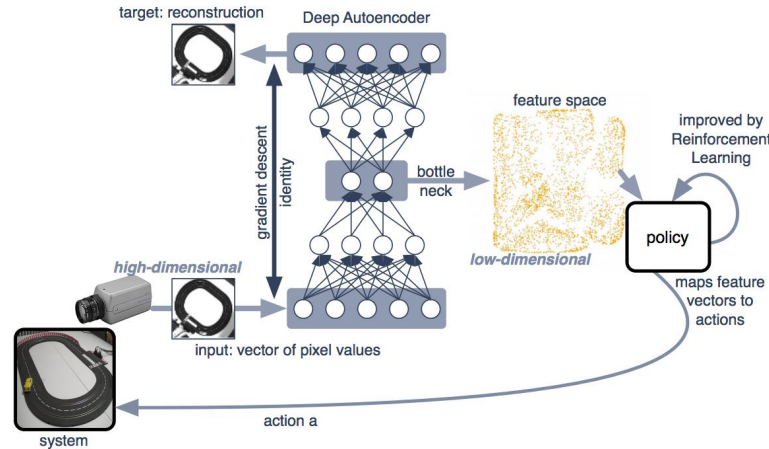 target: reconstruction
Deep Autoencoder
gradient descent
identity
bottle
neck
feature space
low-dimensional
improved by
Reinforcement
Learning
policy
maps feature
vectors to
actions
high-dimensional
input: vector of pixel values
action a
system